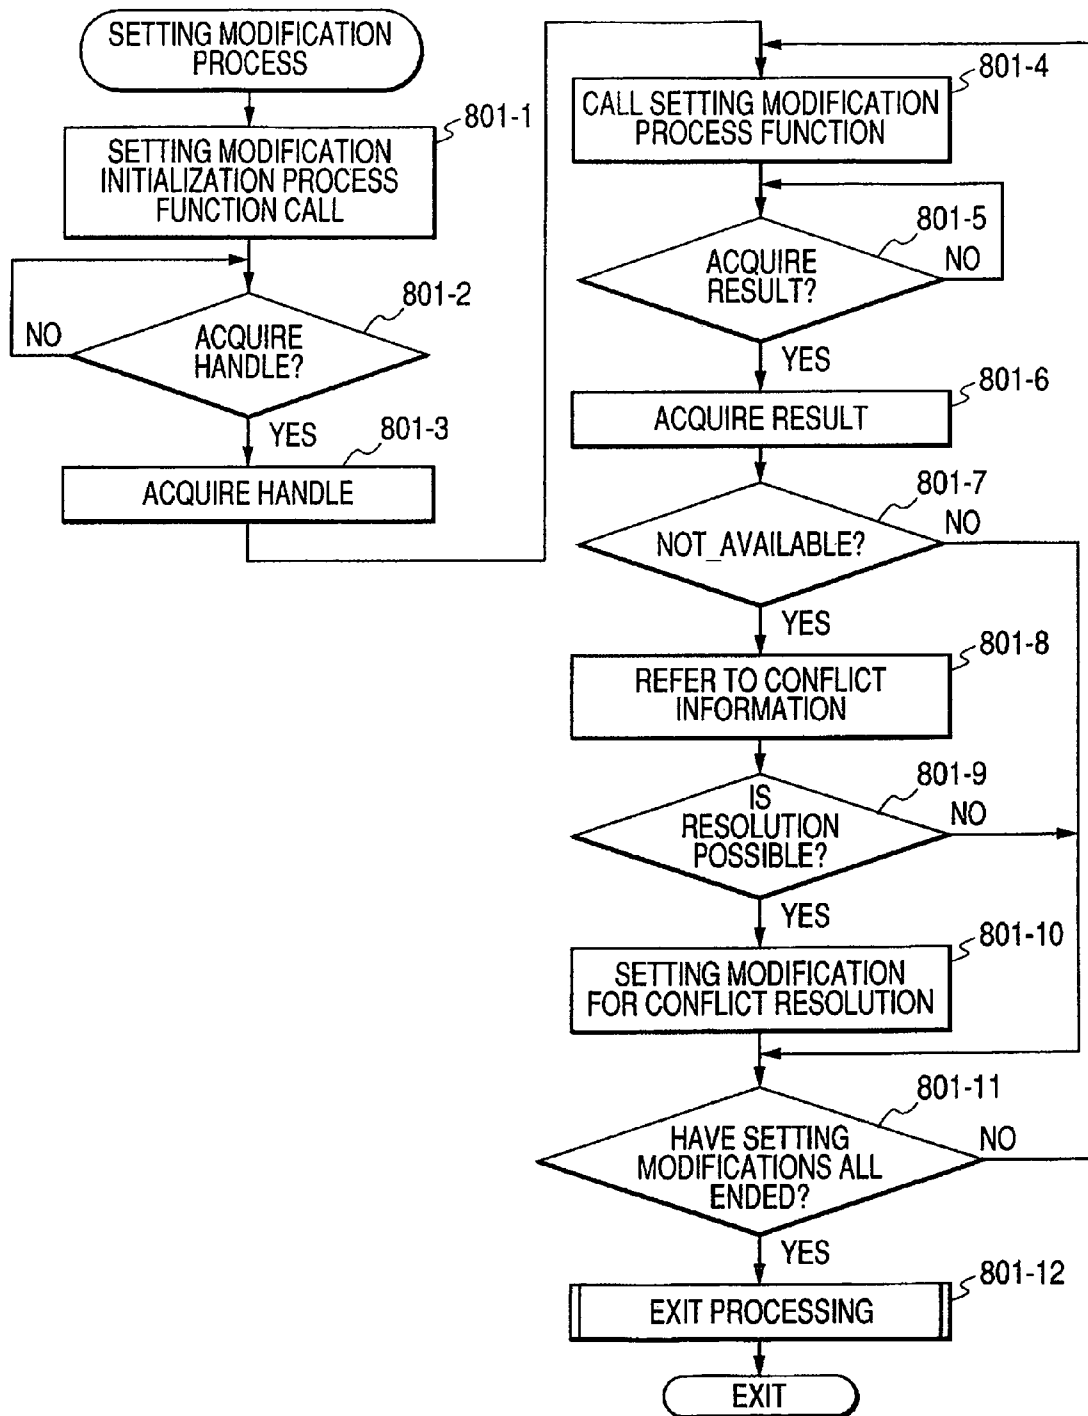 SETTING MODIFICATION
PROCESS
801-1
SETTING MODIFICATION
INITIALIZATION PROCESS
FUNCTION CALL
801-2
NO
ACQUIRE
HANDLE?
YES
801-3
ACQUIRE HANDLE
801-4
CALL SETTING MODIFICATION
PROCESS FUNCTION
801-5
NO
ACQUIRE
RESULT?
YES
801-6
ACQUIRE RESULT
801-7
NO
NOT_AVAILABLE?
YES
801-8
REFER TO CONFLICT
INFORMATION
801-9
NO
IS
RESOLUTION
POSSIBLE?
YES
801-10
SETTING MODIFICATION
FOR CONFLICT RESOLUTION
801-11
NO
HAVE SETTING
MODIFICATIONS ALL
ENDED?
YES
801-12
EXIT PROCESSING
EXIT